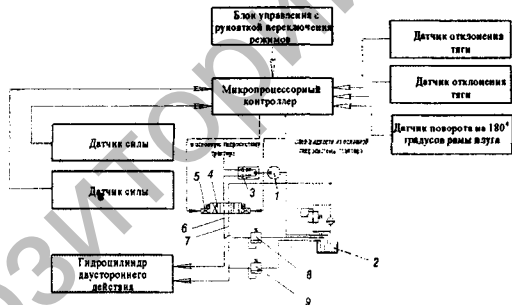 Блок управления с
рукояткой переключения
режимов
Датчик отклонения
тяги
Микропроцессорный
контроллер
Датчик отклонения
тяги
Датчик силы
Датчик поворота на 180°
градусов рамы плуга
Датчик силы
3
1
5
4
6
7
2
8
9
Гидроцилиндр
двустороннего
действия